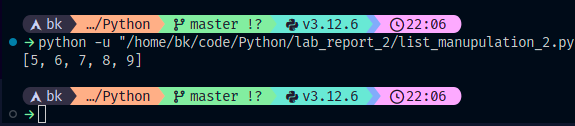 bk …/Python master !? v3.12.6 22:06
→ python -u "/home/bk/code/Python/lab_report_2/list_manupulation_2.py
[5, 6, 7, 8, 9]
bk …/Python master !? v3.12.6 22:06
→